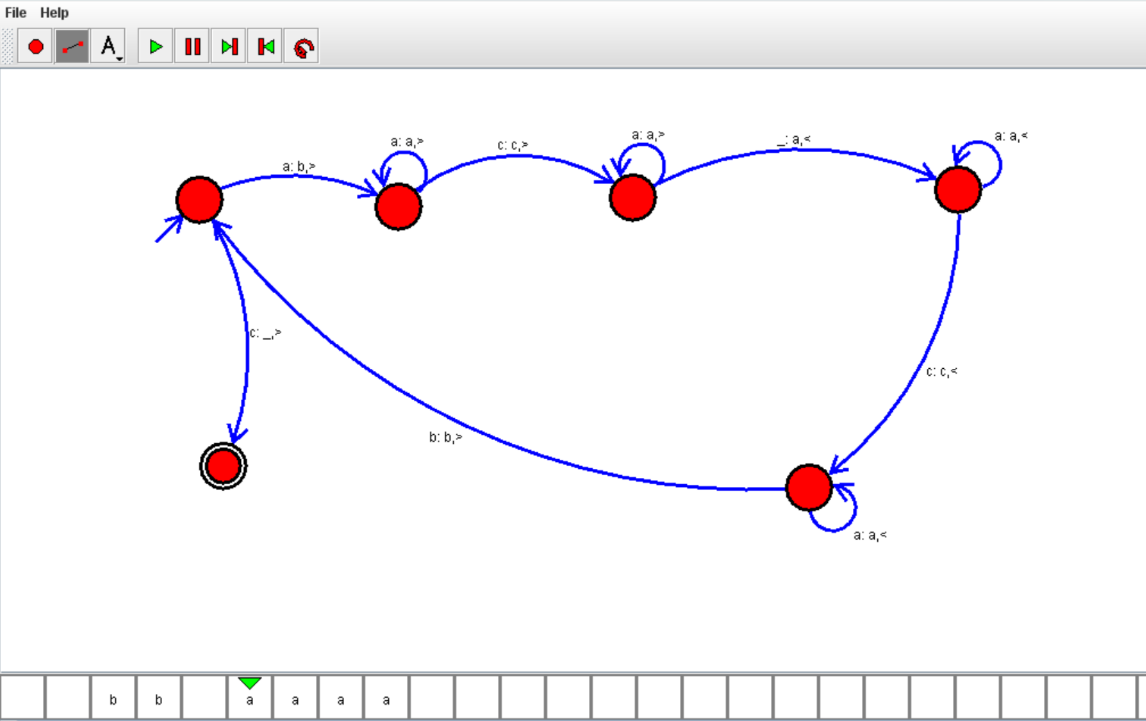 File Help
A
a: b,>
a: a,>
c: c,>
a: a,>
_: a,<
a: a,<
c: _,>
c: c,<
b: b,>
a: a,<
b b a a a a